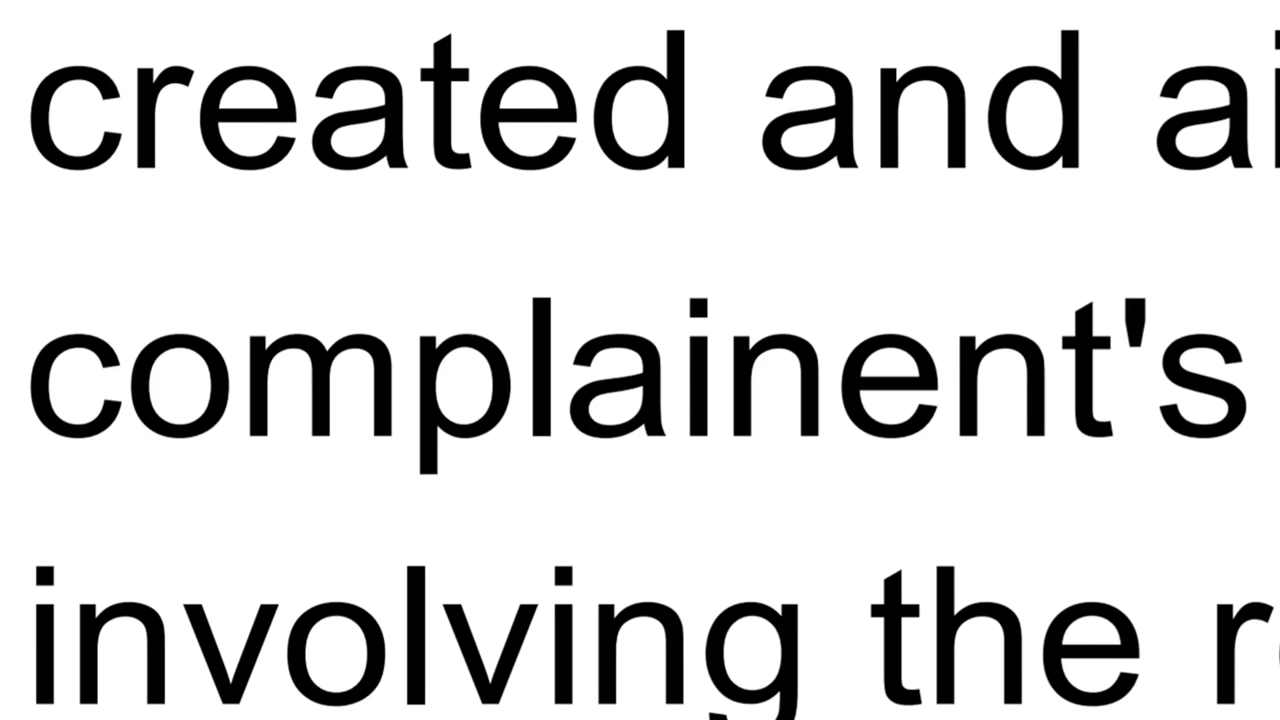 created and
complainent's
involving the